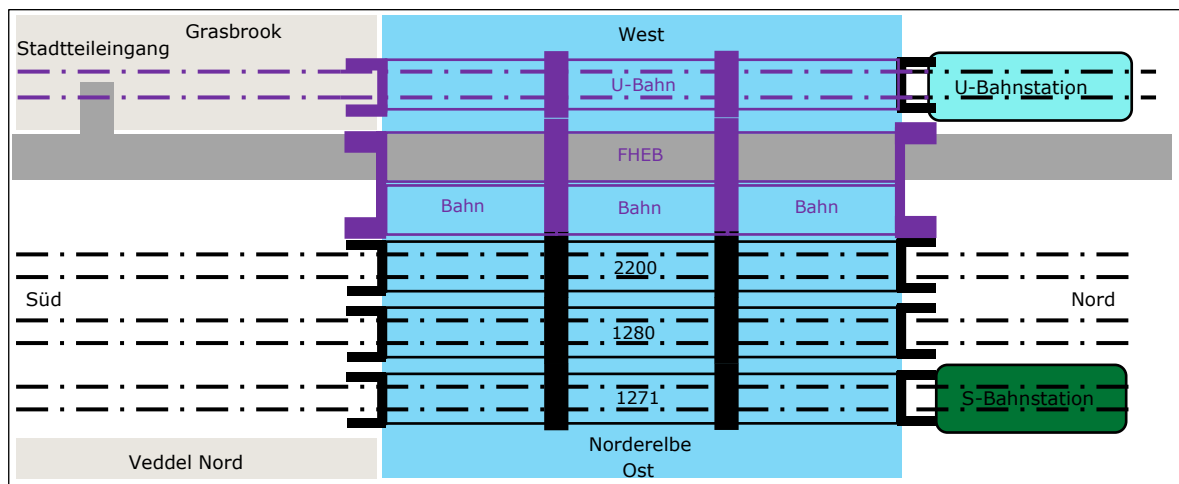 Grasbrook
West
Stadtteileingang
U-Bahn
U-Bahnstation
FHEB
Bahn
Bahn
Bahn
2200
Süd
Nord
1280
1271
S-Bahnstation
Veddel Nord
Norderelbe
Ost